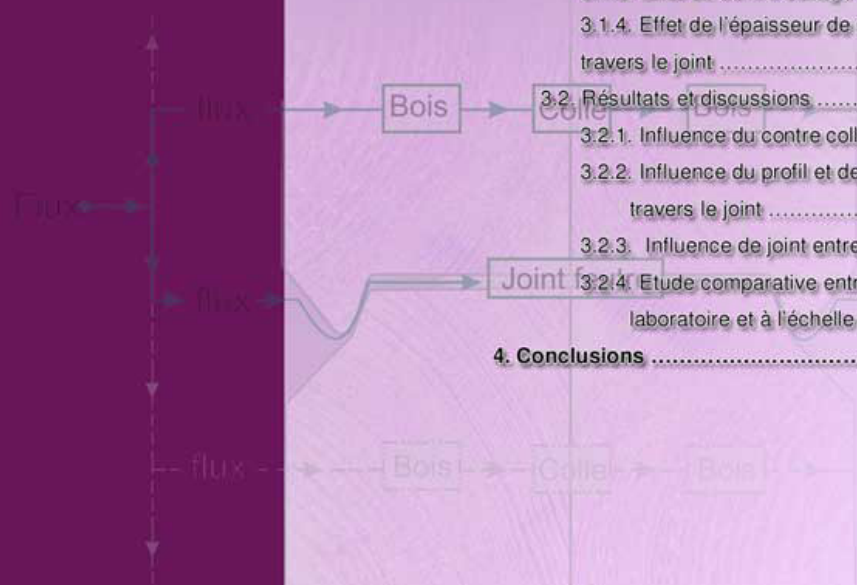 3.1.4. Effet de l'épaisseur de
travers le joint ......................
flux Bois Colle Bois
3.2. Résultats et discussions ......
3.2.1. Influence du contre coll
3.2.2. Influence du profil et de
Flux
travers le joint ...............
3.2.3. Influence de joint entre
flux Joint
3.2.4. Etude comparative entr
laboratoire et à l'échelle
4. Conclusions ..............................
flux Bois Colle Bois